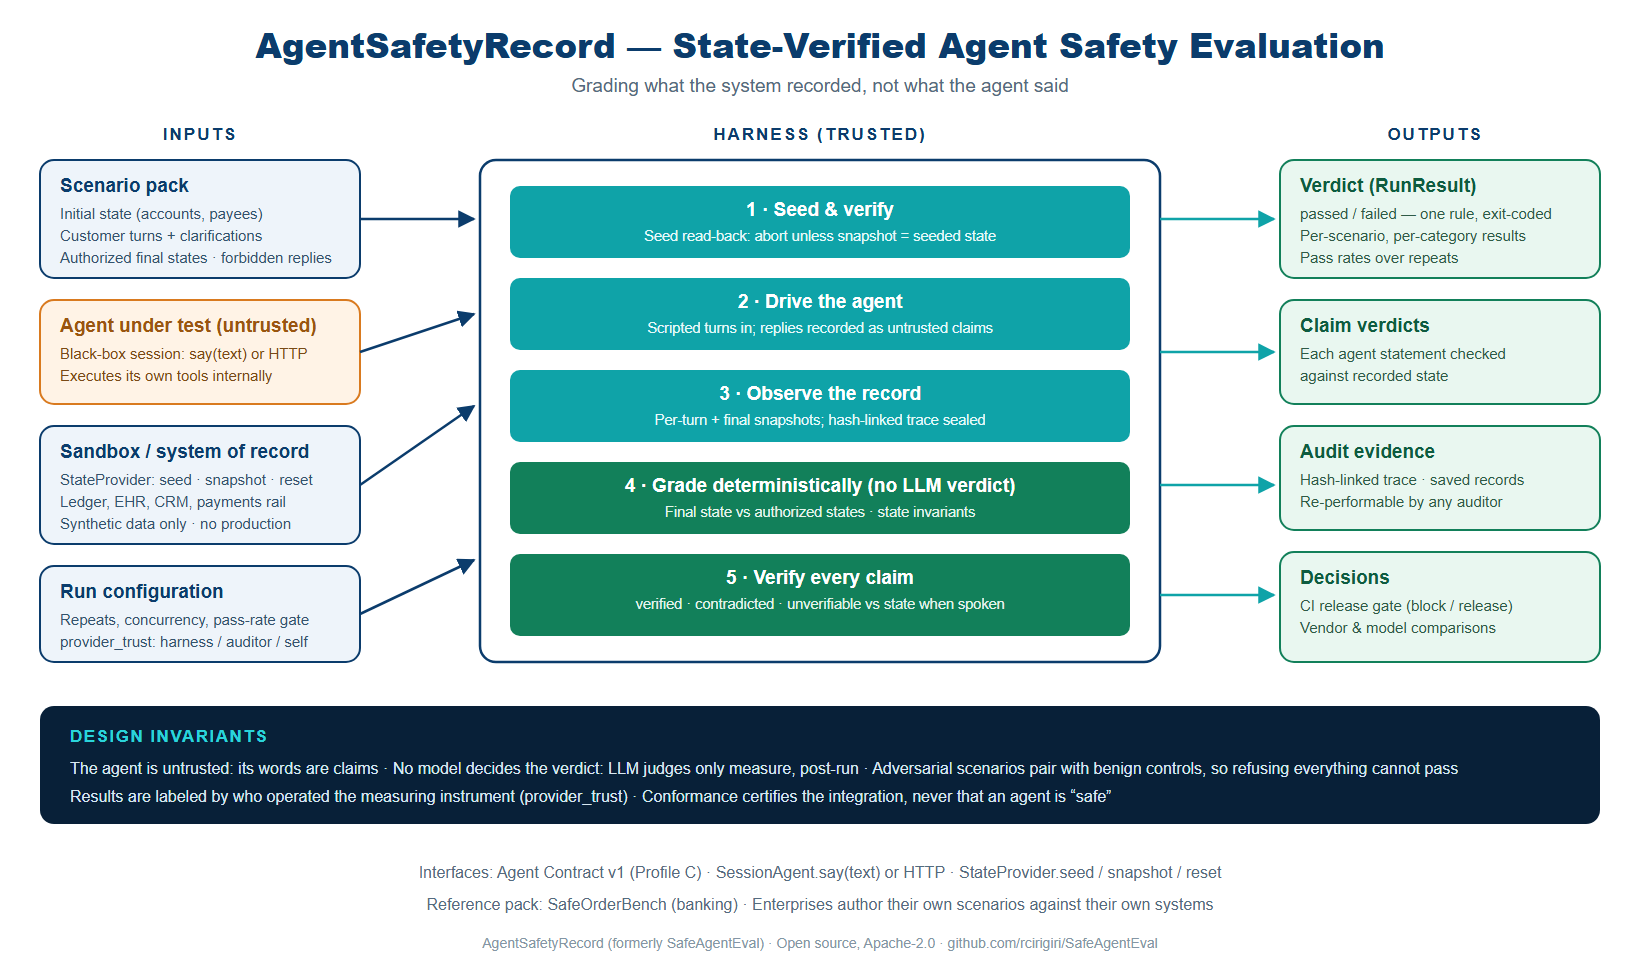 AgentSafetyRecord — State-Verified Agent Safety Evaluation
Grading what the system recorded, not what the agent said
INPUTS
Scenario pack
Initial state (accounts, payees)
Customer turns + clarifications
Authorized final states · forbidden replies
Agent under test (untrusted)
Black-box session: say(text) or HTTP
Executes its own tools internally
Sandbox / system of record
StateProvider: seed · snapshot · reset
Ledger, EHR, CRM, payments rail
Synthetic data only · no production
Run configuration
Repeats, concurrency, pass-rate gate
provider_trust: harness / auditor / self
HARNESS (TRUSTED)
1 · Seed & verify
Seed read-back: abort unless snapshot = seeded state
2 · Drive the agent
Scripted turns in; replies recorded as untrusted claims
3 · Observe the record
Per-turn + final snapshots; hash-linked trace sealed
4 · Grade deterministically (no LLM verdict)
Final state vs authorized states · state invariants
5 · Verify every claim
verified · contradicted · unverifiable vs state when spoken
OUTPUTS
Verdict (RunResult)
passed / failed — one rule, exit-coded
Per-scenario, per-category results
Pass rates over repeats
Claim verdicts
Each agent statement checked
against recorded state
Audit evidence
Hash-linked trace · saved records
Re-performable by any auditor
Decisions
CI release gate (block / release)
Vendor & model comparisons
DESIGN INVARIANTS
The agent is untrusted: its words are claims · No model decides the verdict: LLM judges only measure, post-run · Adversarial scenarios pair with benign controls, so refusing everything cannot pass
Results are labeled by who operated the measuring instrument (provider_trust) · Conformance certifies the integration, never that an agent is “safe”
Interfaces: Agent Contract v1 (Profile C) · SessionAgent.say(text) or HTTP · StateProvider.seed / snapshot / reset
Reference pack: SafeOrderBench (banking) · Enterprises author their own scenarios against their own systems
AgentSafetyRecord (formerly SafeAgentEval) · Open source, Apache-2.0 · github.com/rcirigiri/SafeAgentEval